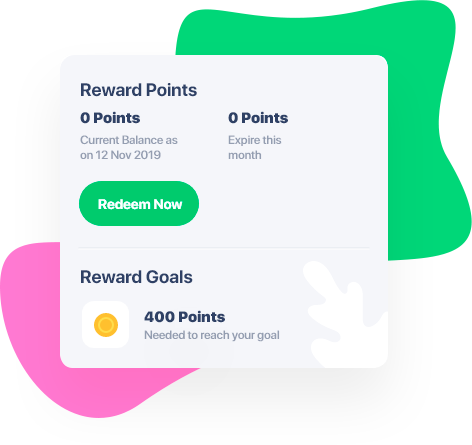 Reward Points
0 Points
Current Balance as
on 12 Nov 2019
0 Points
Expire this
month
Redeem Now
Reward Goals
400 Points
Needed to reach your goal